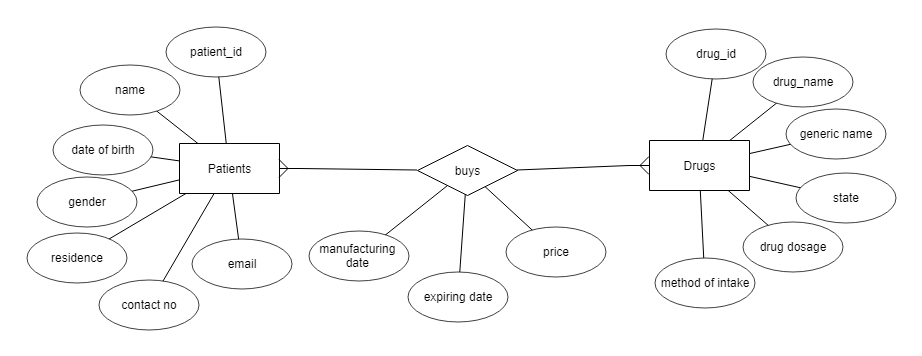 patient_id
name
date of birth
gender
residence
contact no
email
Patients
buys
manufacturing
date
expiring date
price
Drugs
drug_id
drug_name
generic name
state
drug dosage
method of intake